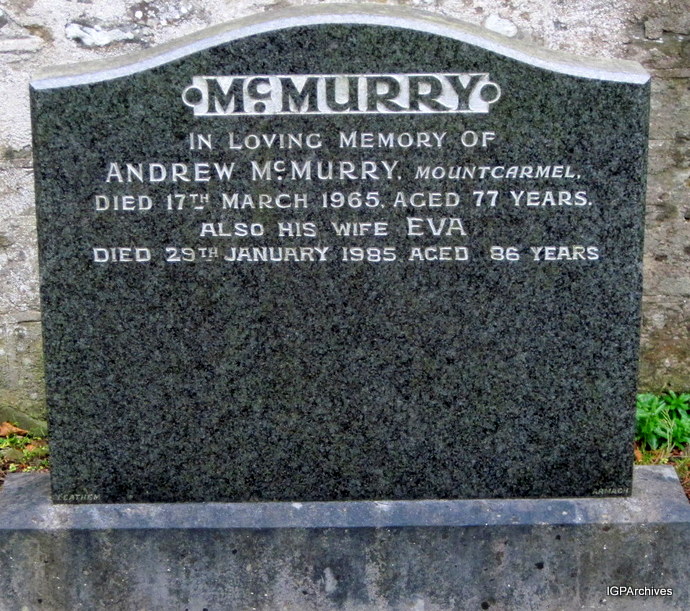 McMURRY
IN LOVING MEMORY OF
ANDREW McMURRY, MOUNTCARMEL,
DIED 17TH MARCH 1965, AGED 77 YEARS.
ALSO HIS WIFE EVA
DIED 29TH JANUARY 1985 AGED 86 YEARS
ARMAGH
IGPArchives